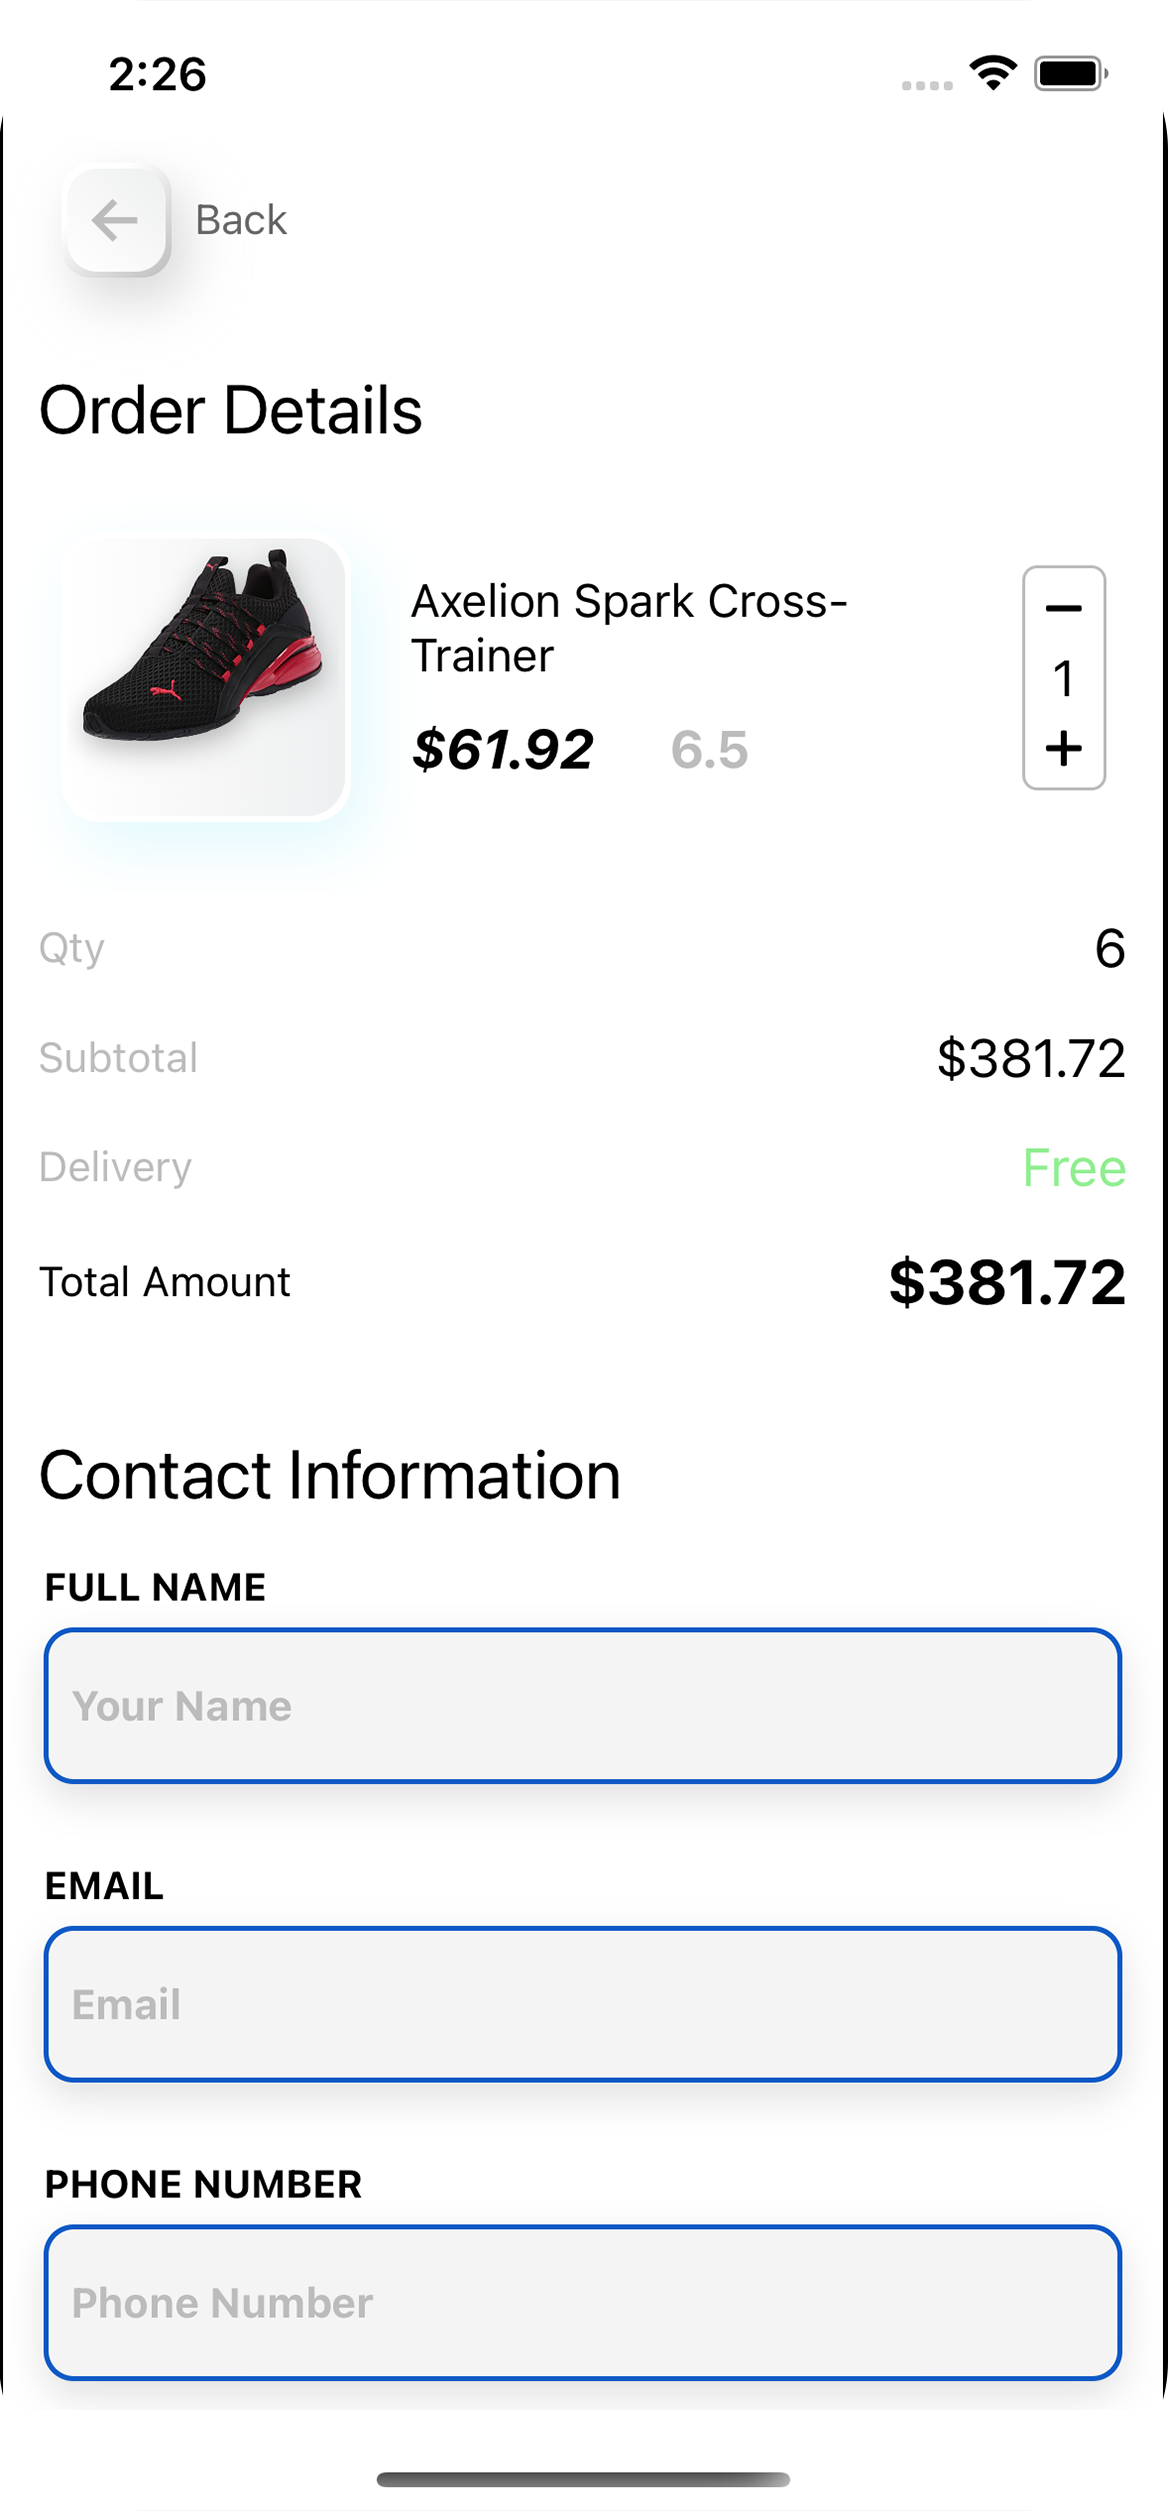 2:26
Back
Order Details
Axelion Spark Cross-
Trainer
$61.92 6.5
1
Qty 6
Subtotal $381.72
Delivery Free
Total Amount $381.72
Contact Information
FULL NAME
Your Name
EMAIL
Email
PHONE NUMBER
Phone Number